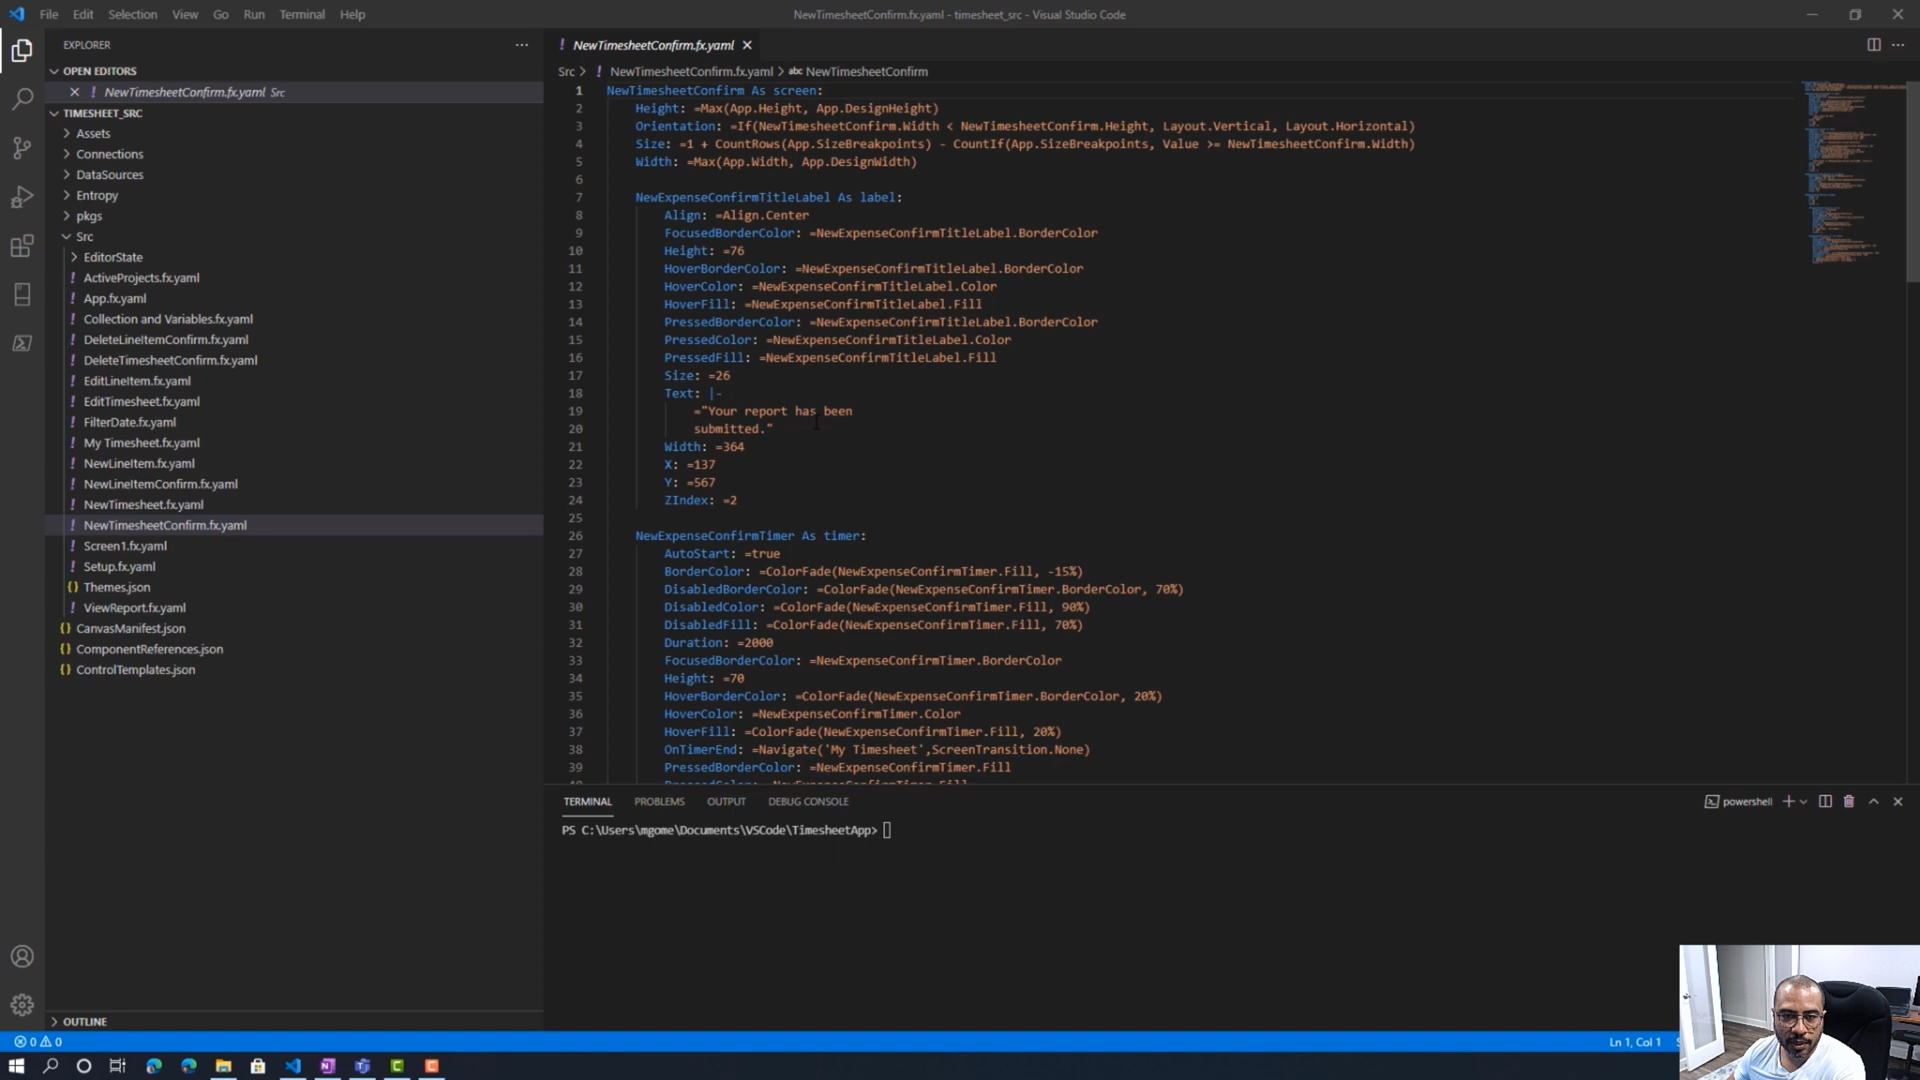 File Edit Selection View Go Run Terminal Help
NewTimesheetConfirm.fx.yaml - timesheet_src - Visual Studio Code
EXPLORER
OPEN EDITORS
NewTimesheetConfirm.fx.yaml Src
TIMESHEET_SRC
Assets
Connections
DataSources
Entropy
pkgs
Src
EditorState
! ActiveProjects.fx.yaml
! App.fx.yaml
! Collection and Variables.fx.yaml
! DeleteLineItemConfirm.fx.yaml
! DeleteTimesheetConfirm.fx.yaml
! EditLineItem.fx.yaml
! EditTimesheet.fx.yaml
! FilterDate.fx.yaml
! My Timesheet.fx.yaml
! NewLineItem.fx.yaml
! NewLineItemConfirm.fx.yaml
! NewTimesheet.fx.yaml
! NewTimesheetConfirm.fx.yaml
! Screen1.fx.yaml
! Setup.fx.yaml
{} Themes.json
! ViewReport.fx.yaml
{} CanvasManifest.json
{} ComponentReferences.json
{} ControlTemplates.json
OUTLINE
! NewTimesheetConfirm.fx.yaml
Src > ! NewTimesheetConfirm.fx.yaml > abc NewTimesheetConfirm
1 NewTimesheetConfirm As screen:
2 Height: =Max(App.Height, App.DesignHeight)
3 Orientation: =If(NewTimesheetConfirm.Width < NewTimesheetConfirm.Height, Layout.Vertical, Layout.Horizontal)
4 Size: =1 + CountRows(App.SizeBreakpoints) - CountIf(App.SizeBreakpoints, Value >= NewTimesheetConfirm.Width)
5 Width: =Max(App.Width, App.DesignWidth)
6
7 NewExpenseConfirmTitleLabel As label:
8 Align: =Align.Center
9 FocusedBorderColor: =NewExpenseConfirmTitleLabel.BorderColor
10 Height: =76
11 HoverBorderColor: =NewExpenseConfirmTitleLabel.BorderColor
12 HoverColor: =NewExpenseConfirmTitleLabel.Color
13 HoverFill: =NewExpenseConfirmTitleLabel.Fill
14 PressedBorderColor: =NewExpenseConfirmTitleLabel.BorderColor
15 PressedColor: =NewExpenseConfirmTitleLabel.Color
16 PressedFill: =NewExpenseConfirmTitleLabel.Fill
17 Size: =26
18 Text: |-
19 ="Your report has been
20 submitted."
21 Width: =364
22 X: =137
23 Y: =567
24 ZIndex: =2
25
26 NewExpenseConfirmTimer As timer:
27 AutoStart: =true
28 BorderColor: =ColorFade(NewExpenseConfirmTimer.Fill, -15%)
29 DisabledBorderColor: =ColorFade(NewExpenseConfirmTimer.BorderColor, 70%)
30 DisabledColor: =ColorFade(NewExpenseConfirmTimer.Fill, 90%)
31 DisabledFill: =ColorFade(NewExpenseConfirmTimer.Fill, 70%)
32 Duration: =2000
33 FocusedBorderColor: =NewExpenseConfirmTimer.BorderColor
34 Height: =70
35 HoverBorderColor: =ColorFade(NewExpenseConfirmTimer.BorderColor, 20%)
36 HoverColor: =NewExpenseConfirmTimer.Color
37 HoverFill: =ColorFade(NewExpenseConfirmTimer.Fill, 20%)
38 OnTimerEnd: =Navigate('My Timesheet',ScreenTransition.None)
39 PressedBorderColor: =NewExpenseConfirmTimer.Fill
TERMINAL PROBLEMS OUTPUT DEBUG CONSOLE
powershell
PS C:\Users\mgome\Documents\VSCode\TimesheetApp>
0 0
Ln 1, Col 1